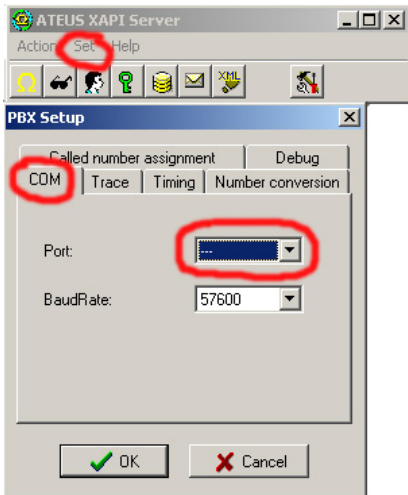 ATEUS XAPI Server
Action Set Help
XML
PBX Setup
Called number assignment Debug
COM Trace Timing Number conversion
Port: ---
BaudRate: 57600
OK Cancel